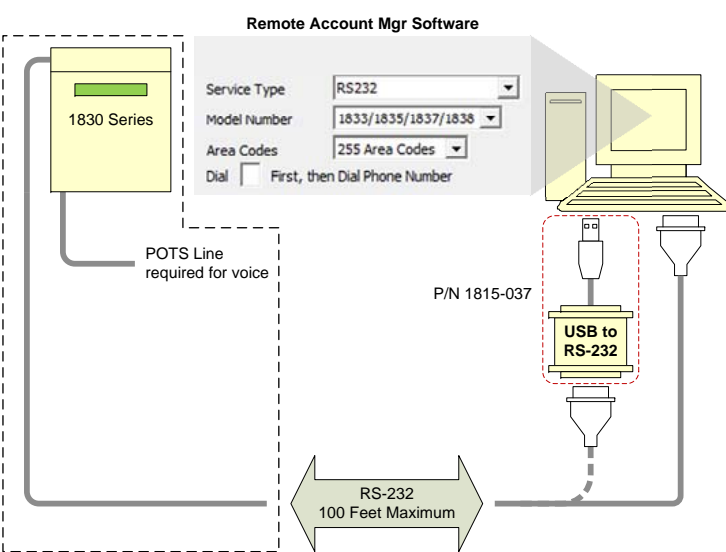 Remote Account Mgr Software
1830 Series
Service Type RS232
Model Number 1833/1835/1837/1838
Area Codes 255 Area Codes
Dial First, then Dial Phone Number
POTS Line
required for voice
P/N 1815-037
USB to
RS-232
RS-232
100 Feet Maximum